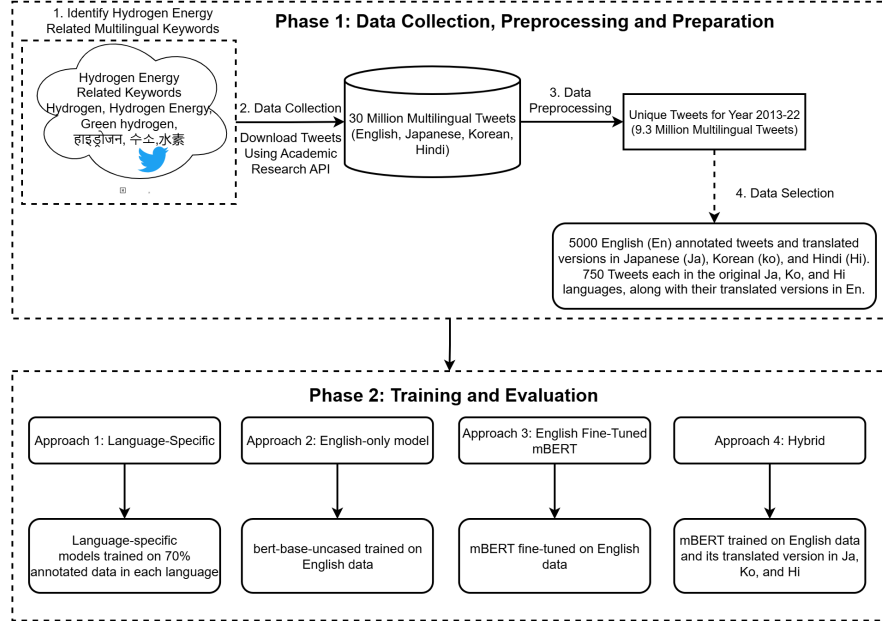 1. Identify Hydrogen Energy
Related Multilingual Keywords
Phase 1: Data Collection, Preprocessing and Preparation
Hydrogen Energy
Related Keywords
Hydrogen, Hydrogen Energy,
Green hydrogen,
हाइड्रोजन, 수소,水素
2. Data Collection
Download Tweets
Using Academic
Research API
30 Million Multilingual Tweets
(English, Japanese, Korean,
Hindi)
3. Data
Preprocessing
Unique Tweets for Year 2013-22
(9.3 Million Multilingual Tweets)
4. Data Selection
5000 English (En) annotated tweets and translated
versions in Japanese (Ja), Korean (ko), and Hindi (Hi).
750 Tweets each in the original Ja, Ko, and Hi
languages, along with their translated versions in En.
Phase 2: Training and Evaluation
Approach 1: Language-Specific
Approach 2: English-only model
Approach 3: English Fine-Tuned
mBERT
Approach 4: Hybrid
Language-specific
models trained on 70%
annotated data in each language
bert-base-uncased trained on
English data
mBERT fine-tuned on English
data
mBERT trained on English data
and its translated version in Ja,
Ko, and Hi